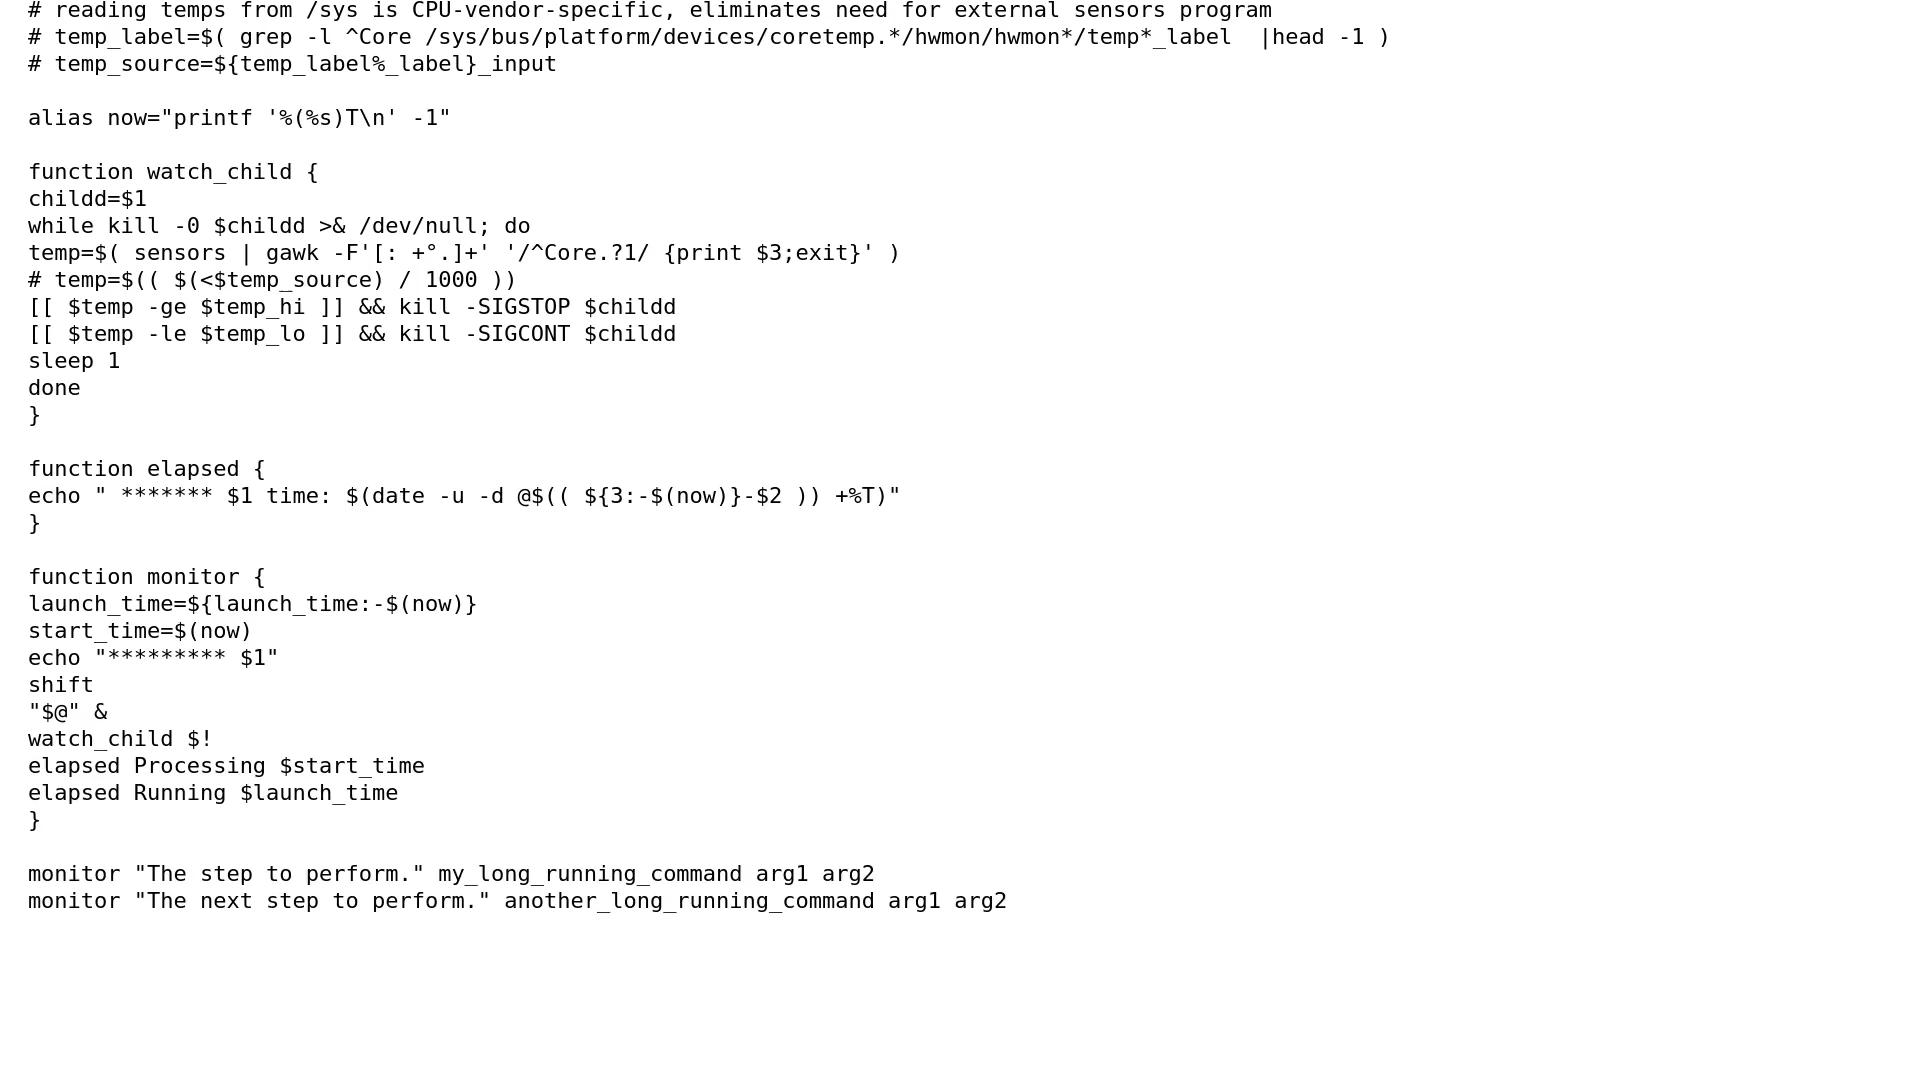 # reading temps from /sys is CPU-vendor-specific, eliminates need for external sensors program
# temp_label=$( grep -l ^Core /sys/bus/platform/devices/coretemp.*/hwmon/hwmon*/temp*_label  |head -1 )
# temp_source=${temp_label%_label}_input

alias now="printf '%(%s)T\n' -1"

function watch_child {
childd=$1
while kill -0 $childd >& /dev/null; do
temp=$( sensors | gawk -F'[: +°.]+' '/^Core.?1/ {print $3;exit}' )
# temp=$(( $(<$temp_source) / 1000 ))
[[ $temp -ge $temp_hi ]] && kill -SIGSTOP $childd
[[ $temp -le $temp_lo ]] && kill -SIGCONT $childd
sleep 1
done
}

function elapsed {
echo " ******* $1 time: $(date -u -d @$(( ${3:-$(now)}-$2 )) +%T)"
}

function monitor {
launch_time=${launch_time:-$(now)}
start_time=$(now)
echo "********* $1"
shift
"$@" &
watch_child $!
elapsed Processing $start_time
elapsed Running $launch_time
}

monitor "The step to perform." my_long_running_command arg1 arg2
monitor "The next step to perform." another_long_running_command arg1 arg2